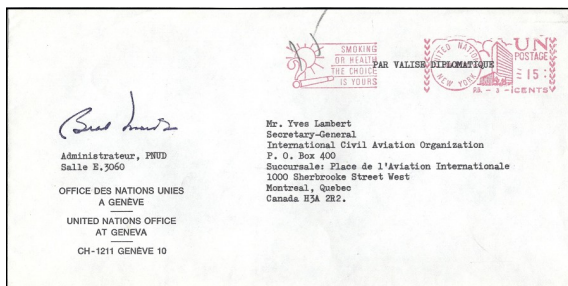 SMOKING
OR HEALTH
THE CHOICE
IS YOURS
PAR VALISE DIPLOMATIQUE
UNITED NATIONS
NEW YORK
UN
POSTAGE
15
CENTS
Administrateur, PNUD
Salle E.3060
OFFICE DES NATIONS UNIES
A GENÈVE
UNITED NATIONS OFFICE
AT GENEVA
CH-1211 GENÈVE 10
Mr. Yves Lambert
Secretary-General
International Civil Aviation Organization
P. O. Box 400
Succursale: Place de l'Aviation Internationale
1000 Sherbrooke Street West
Montreal, Quebec
Canada H3A 2R2.